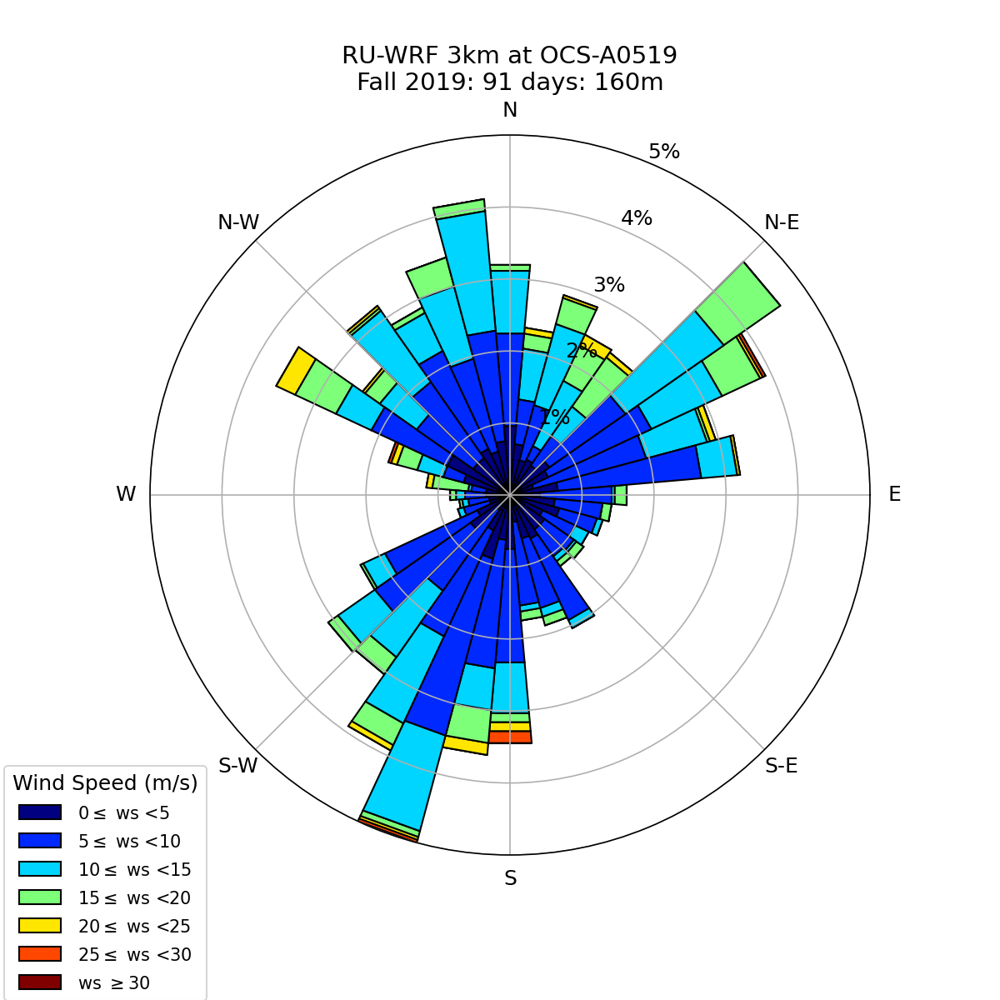 RU-WRF 3km at OCS-A0519
Fall 2019: 91 days: 160m
N
5%
N-W
4%
N-E
3%
2%
1%
W
E
S-W
S-E
S
Wind Speed (m/s)
0≤ ws <5
5≤ ws <10
10≤ ws <15
15≤ ws <20
20≤ ws <25
25≤ ws <30
ws ≥30